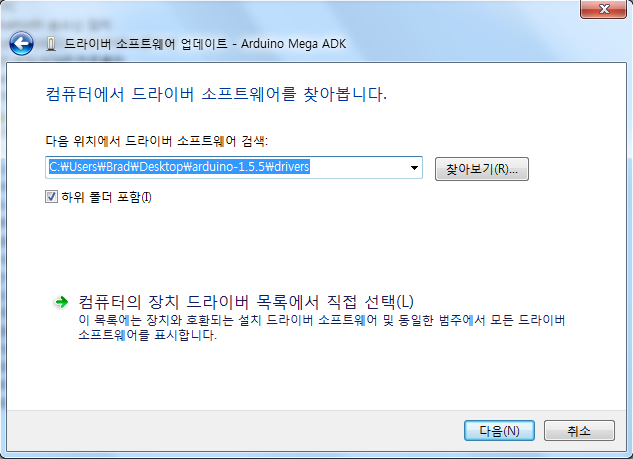 드라이버 소프트웨어 업데이트 - Arduino Mega ADK
컴퓨터에서 드라이버 소프트웨어를 찾아봅니다.
다음 위치에서 드라이버 소프트웨어 검색:
C:₩Users₩Brad₩Desktop₩arduino-1.5.5₩drivers
찾아보기(R)...
하위 폴더 포함(I)
컴퓨터의 장치 드라이버 목록에서 직접 선택(L)
이 목록에는 장치와 호환되는 설치 드라이버 소프트웨어 및 동일한 범주에서 모든 드라이버
소프트웨어를 표시합니다.
다음(N)
취소